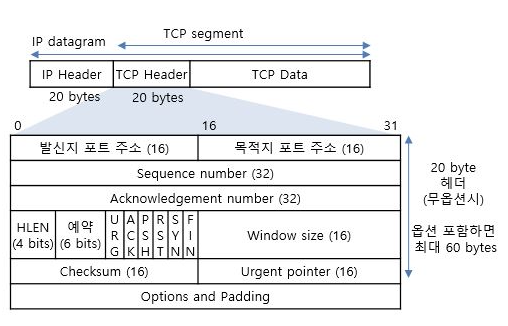 TCP segment
IP datagram
IP Header TCP Header TCP Data
20 bytes 20 bytes
0 16 31
발신지 포트 주소 (16) 목적지 포트 주소 (16)
Sequence number (32)
Acknowledgement number (32)
HLEN (4 bits) 예약 (6 bits) URG ACK PSH RST SYN FIN Window size (16)
Checksum (16) Urgent pointer (16)
Options and Padding
20 byte
헤더
(무옵션시)
옵션 포함하면
최대 60 bytes